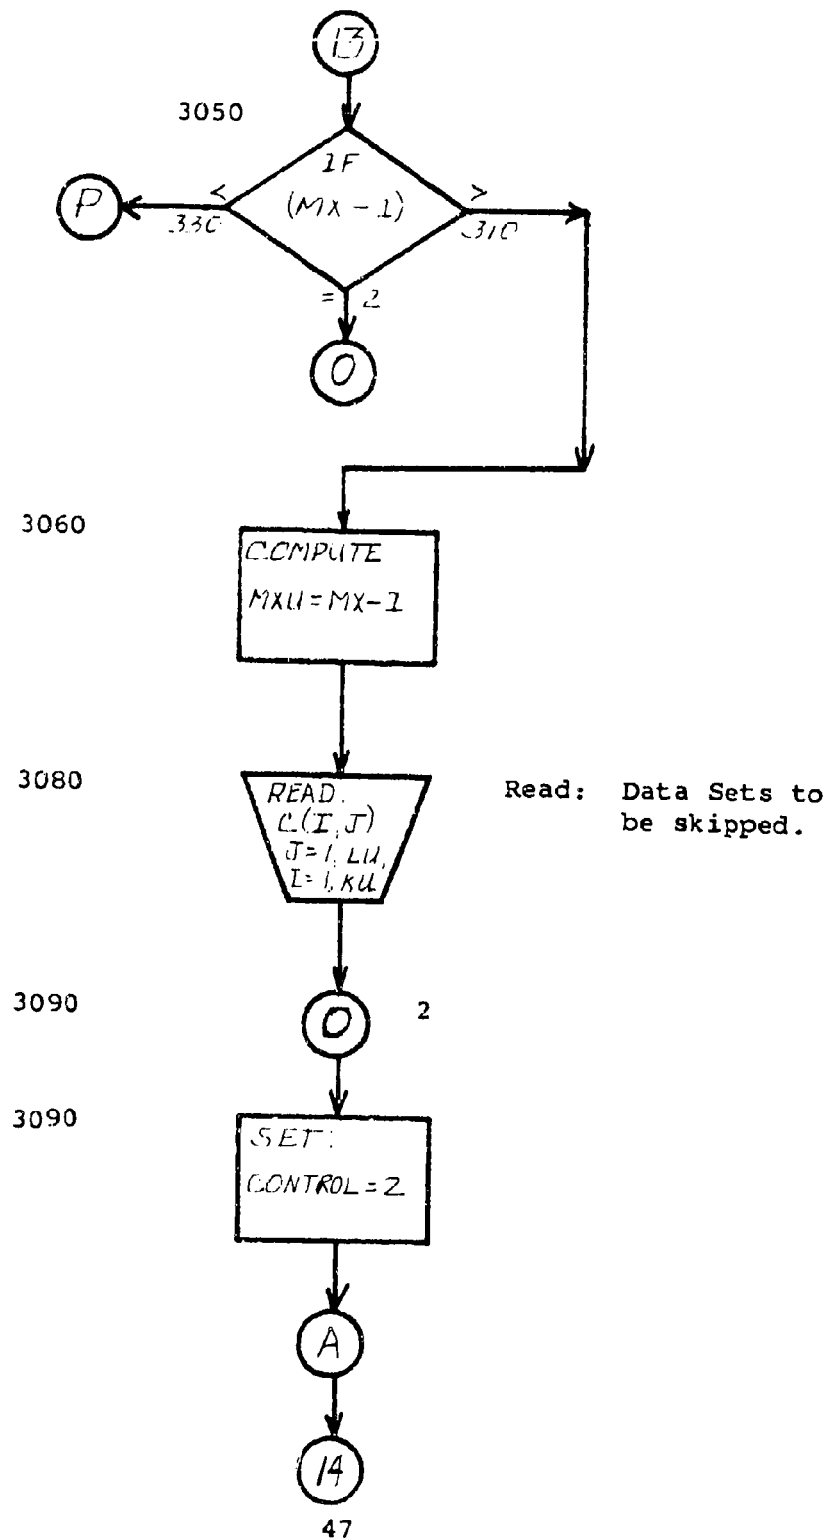 13
3050
IF
(MX - 1)
<
>
P
330
310
= 2
O
3060
COMPUTE
MXU = MX-1
3080
READ.
C(I, J)
J=1, LU,
I=1, KU
Read: Data Sets to
be skipped.
3090
O
2
3090
SET:
CONTROL = 2
A
14
47